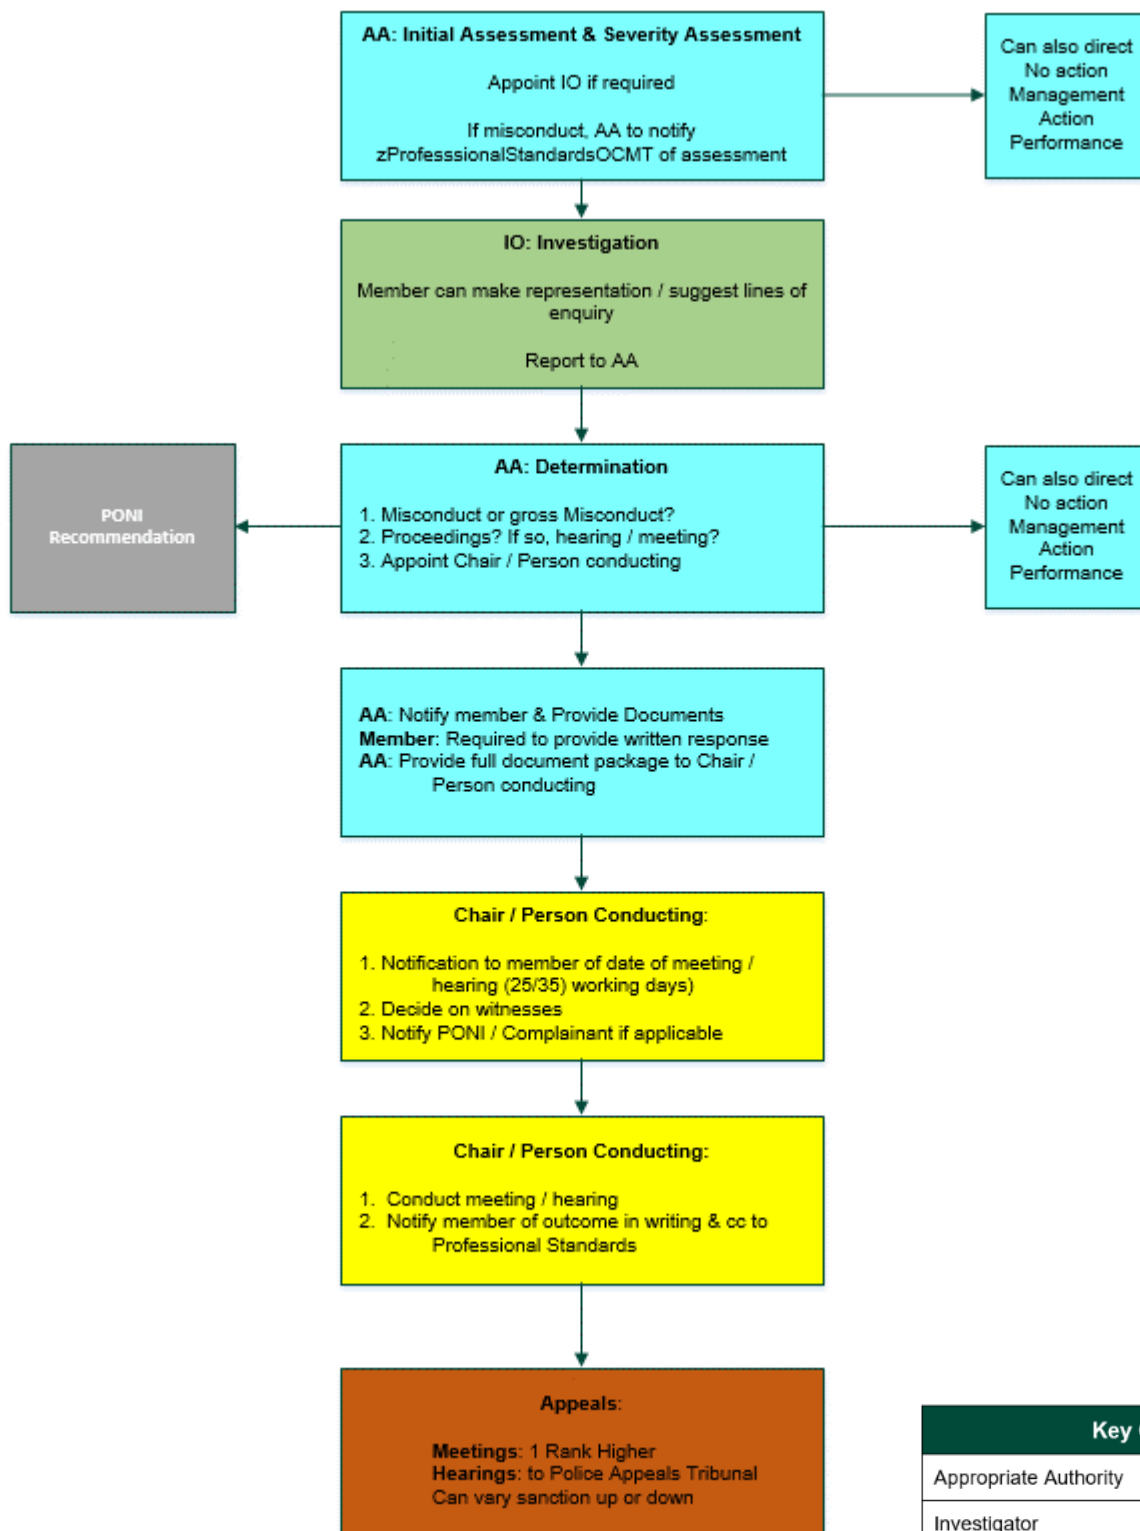 AA: Initial Assessment & Severity Assessment
Appoint IO if required
If misconduct, AA to notify
zProfesssionalStandardsOCMT of assessment
Can also direct
No action
Management
Action
Performance
IO: Investigation
Member can make representation / suggest lines of
enquiry
Report to AA
PONI
Recommendation
AA: Determination
1. Misconduct or gross Misconduct?
2. Proceedings? If so, hearing / meeting?
3. Appoint Chair / Person conducting
Can also direct
No action
Management
Action
Performance
AA: Notify member & Provide Documents
Member: Required to provide written response
AA: Provide full document package to Chair /
Person conducting
Chair / Person Conducting:
1. Notification to member of date of meeting /
hearing (25/35) working days)
2. Decide on witnesses
3. Notify PONI / Complainant if applicable
Chair / Person Conducting:
1. Conduct meeting / hearing
2. Notify member of outcome in writing & cc to
Professional Standards
Appeals:
Meetings: 1 Rank Higher
Hearings: to Police Appeals Tribunal
Can vary sanction up or down
Key
Appropriate Authority
Investigator